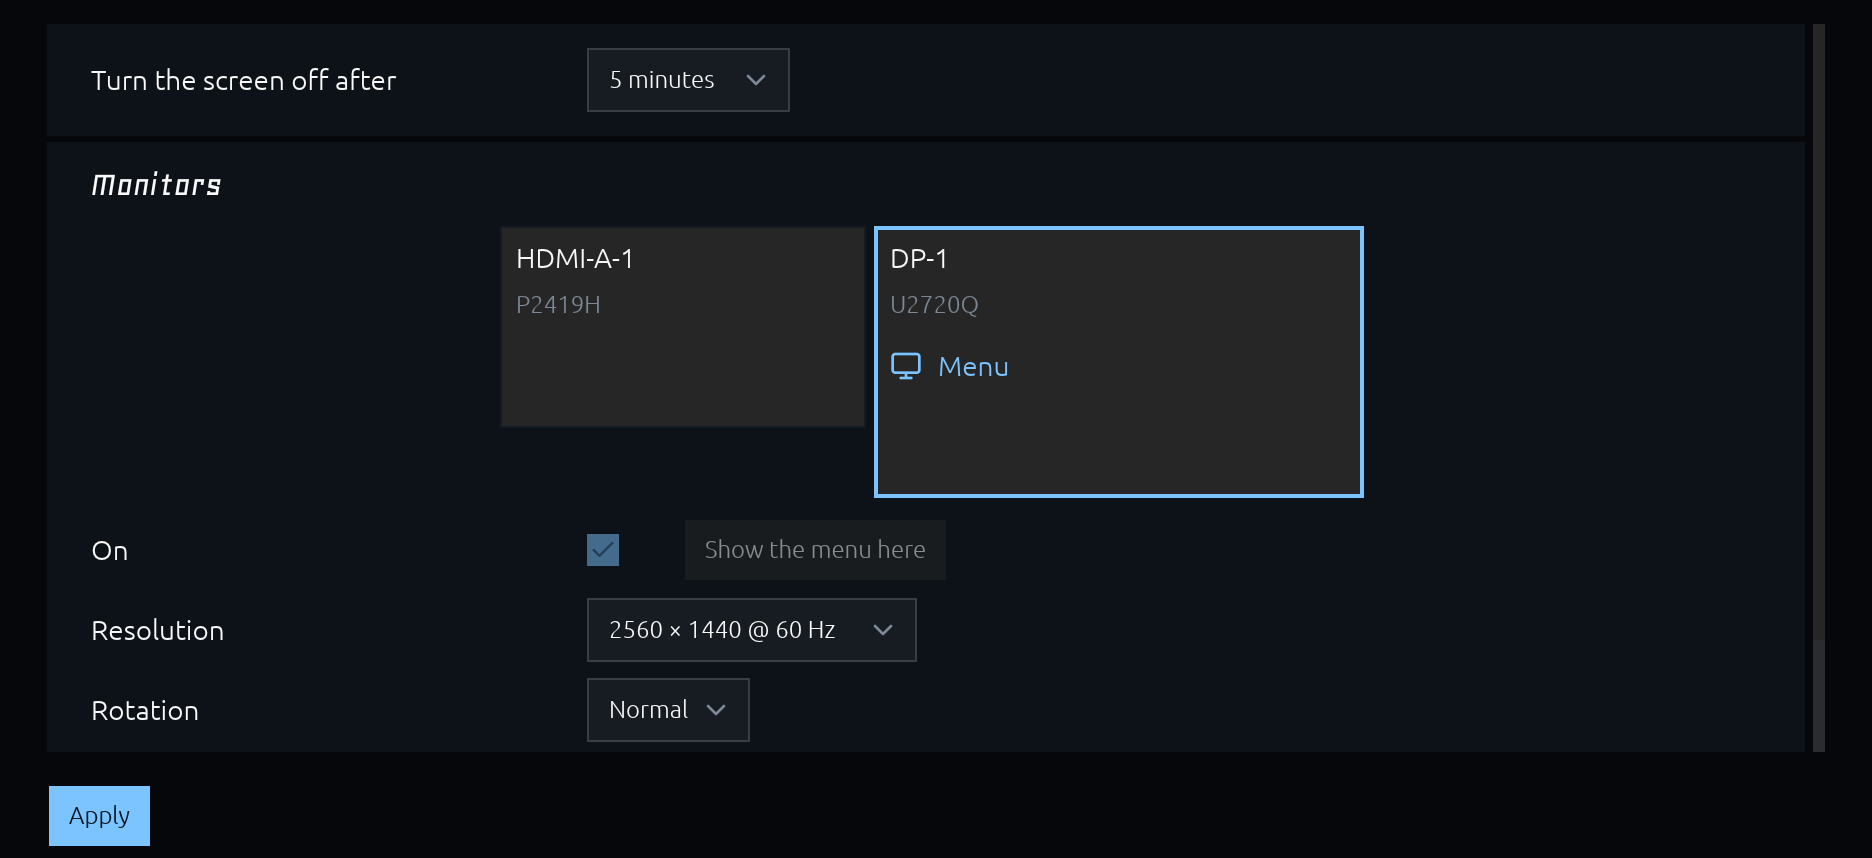 Turn the screen off after
5 minutes
Monitors
HDMI-A-1
P2419H
DP-1
U2720Q
Menu
On
Show the menu here
Resolution
2560 × 1440 @ 60 Hz
Rotation
Normal
Apply